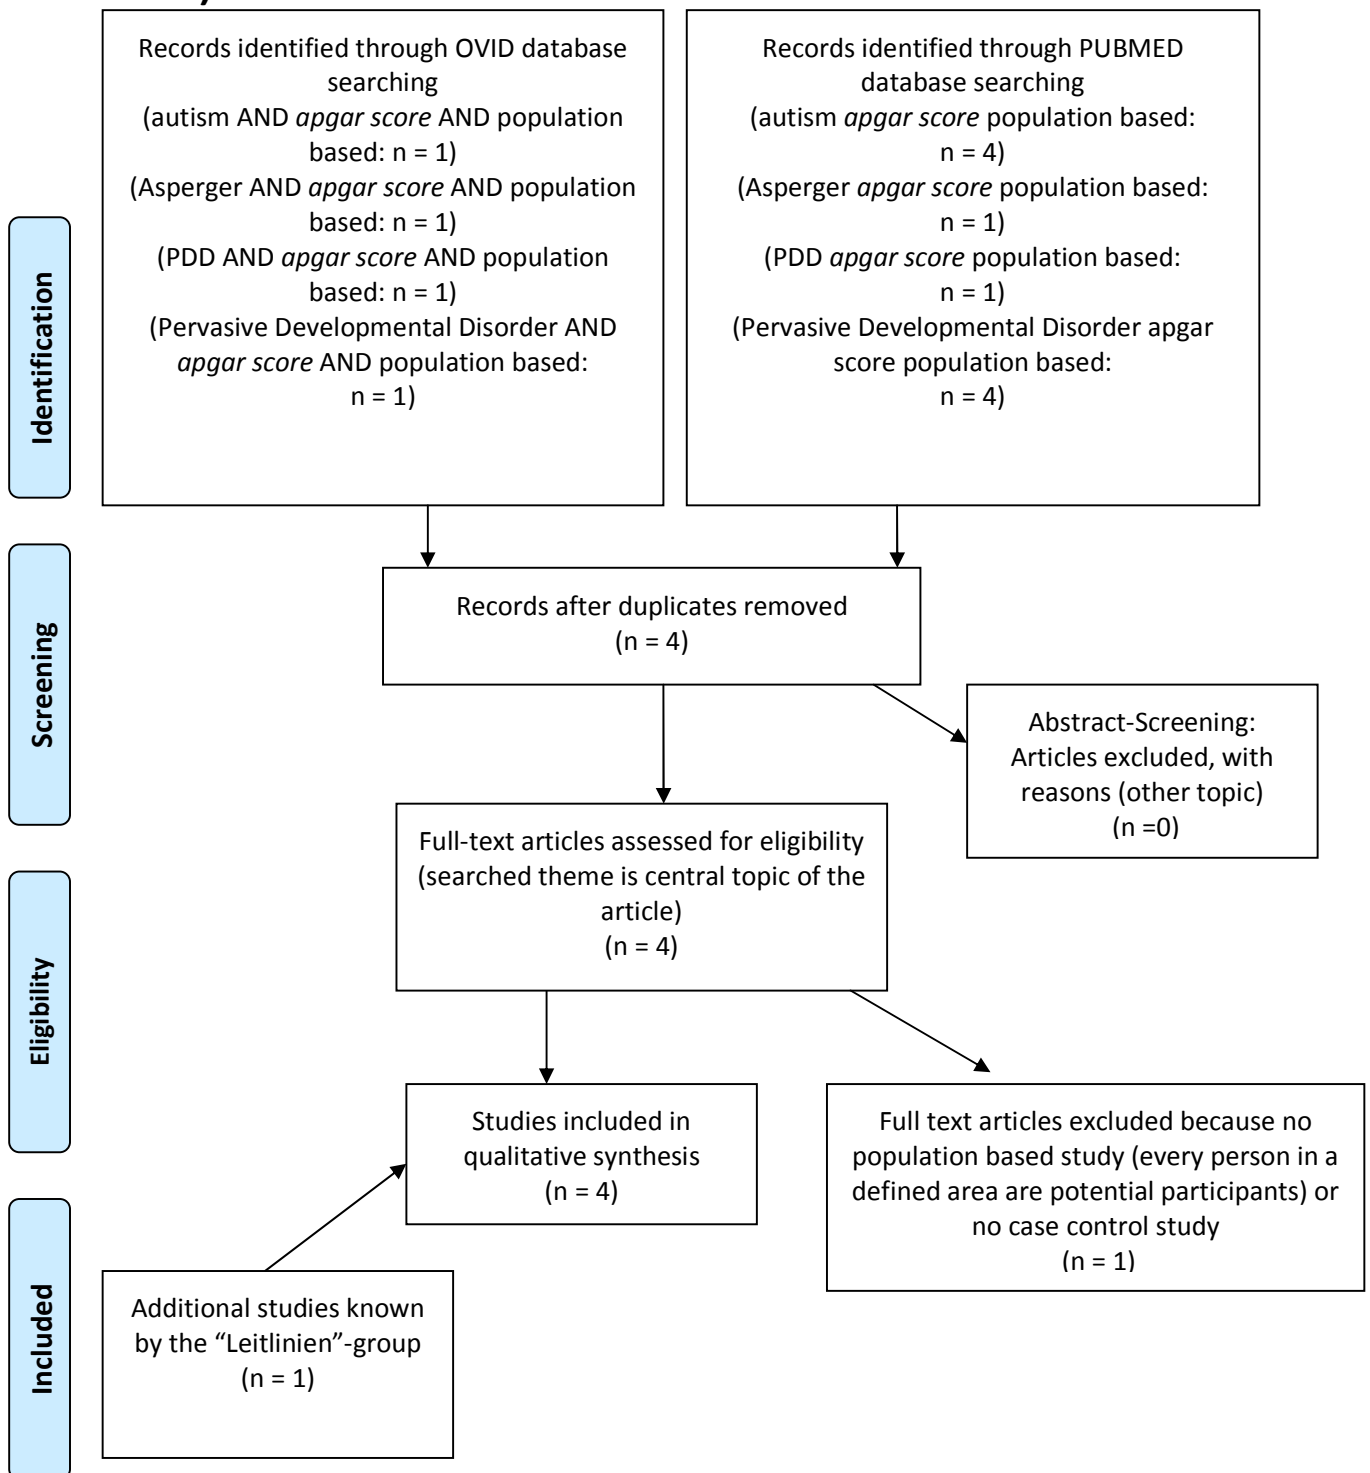 Records identified through OVID database
searching
(autism AND apgar score AND population
based: n = 1)
(Asperger AND apgar score AND population
based: n = 1)
(PDD AND apgar score AND population
based: n = 1)
(Pervasive Developmental Disorder AND
apgar score AND population based:
n = 1)
Records identified through PUBMED
database searching
(autism apgar score population based:
n = 4)
(Asperger apgar score population based:
n = 1)
(PDD apgar score population based:
n = 1)
(Pervasive Developmental Disorder apgar
score population based:
n = 4)
Identification
Records after duplicates removed
(n = 4)
Screening
Abstract-Screening:
Articles excluded, with
reasons (other topic)
(n =0)
Full-text articles assessed for eligibility
(searched theme is central topic of the
article)
(n = 4)
Eligibility
Studies included in
qualitative synthesis
(n = 4)
Full text articles excluded because no
population based study (every person in a
defined area are potential participants) or
no case control study
(n = 1)
Included
Additional studies known
by the “Leitlinien”-group
(n = 1)